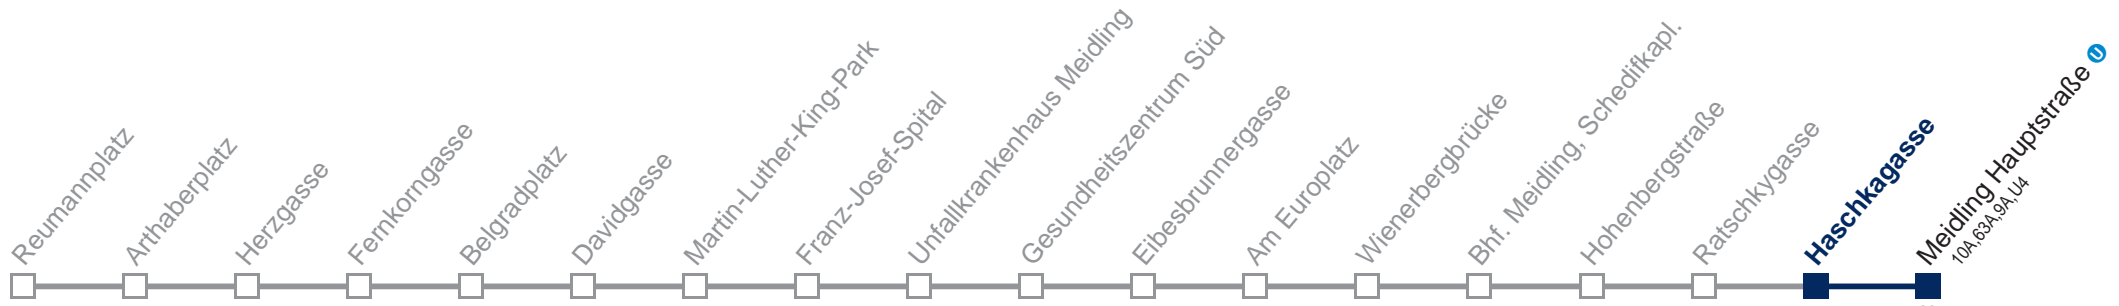 Reumannplatz
Arthaberplatz
Herzgasse
Fernkorngasse
Belgradplatz
Davidgasse
Martin-Luther-King-Park
Franz-Josef-Spital
Unfallkrankenhaus Meidling
Gesundheitszentrum Süd
Eibesbrunnergasse
Am Europlatz
Wienerbergbrücke
Bhf. Meidling, Schedifkapl.
Hohenbergstraße
Ratschkygasse
Haschkagasse
Meidling Hauptstraße U
10A,63A,9A,U4